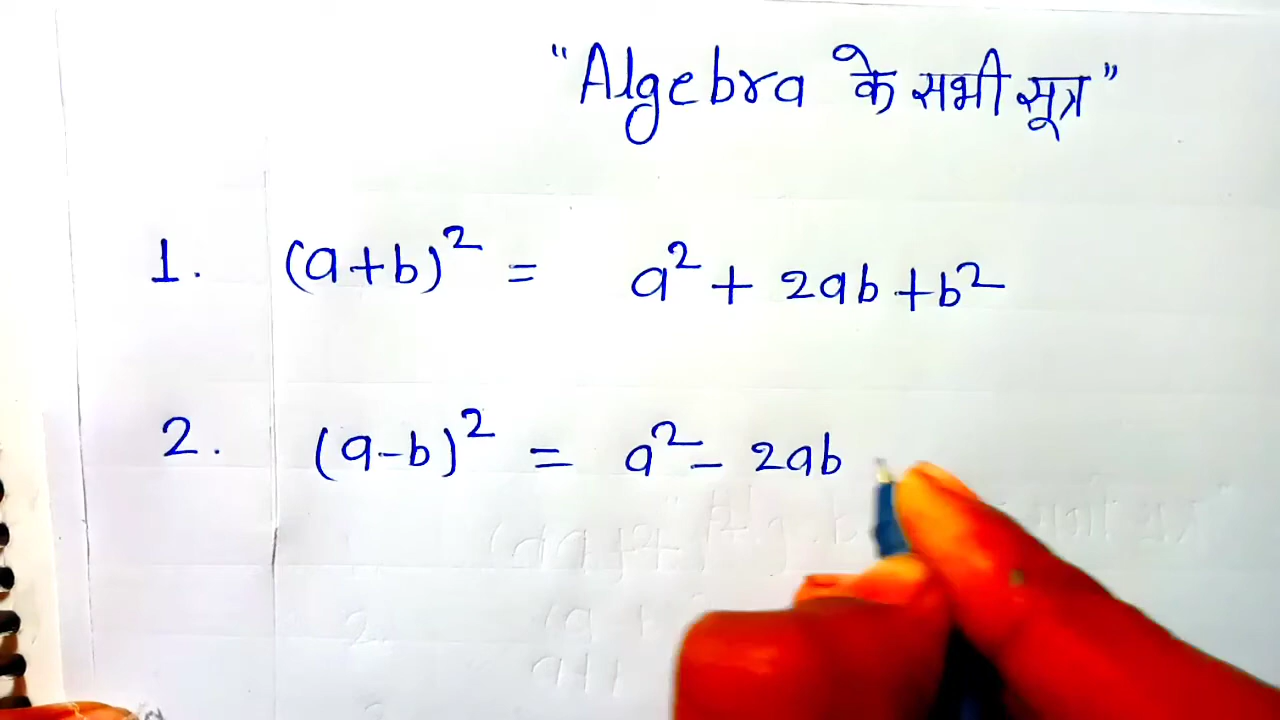 "Algebra के सभी सूत्र"
1. (a+b)² = a² + 2ab + b²
2. (a-b)² = a² - 2ab